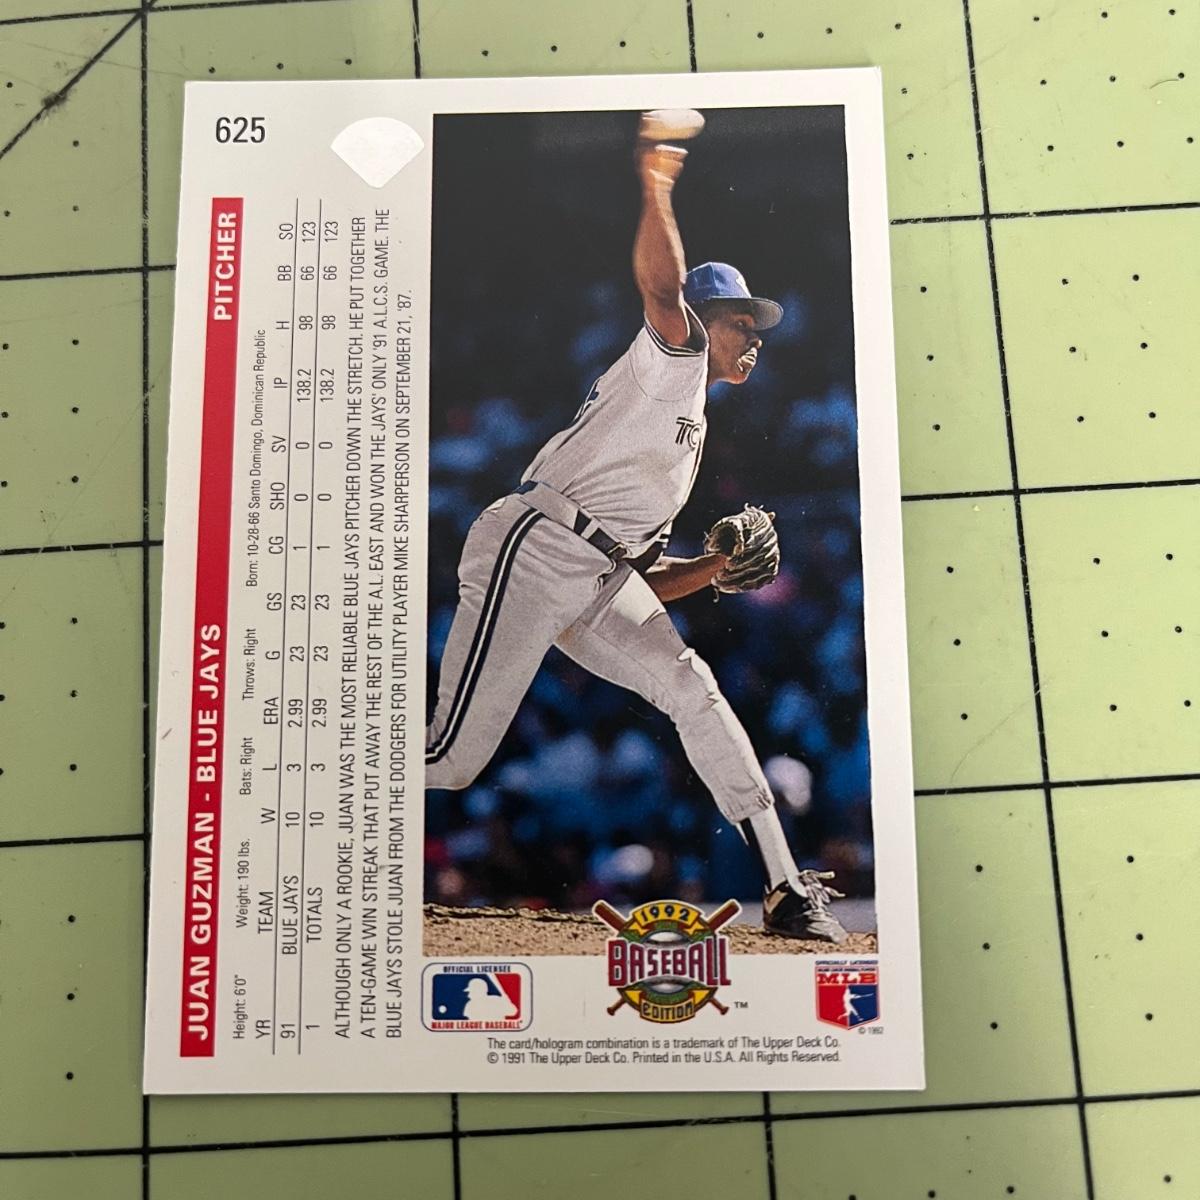 625
JUAN GUZMAN - BLUE JAYS PITCHER
Height: 6'0" Weight: 190 lbs. Bats: Right Throws: Right Born: 10-28-66 Santo Domingo, Dominican Republic
YR TEAM W L ERA G GS CG SHO SV IP H BB SO
91 BLUE JAYS 10 3 2.99 23 23 1 0 0 138.2 98 66 123
1 TOTALS 10 3 2.99 23 23 1 0 0 138.2 98 66 123
ALTHOUGH ONLY A ROOKIE, JUAN WAS THE MOST RELIABLE BLUE JAYS PITCHER DOWN THE STRETCH. HE PUT TOGETHER
A TEN-GAME WIN STREAK THAT PUT AWAY THE REST OF THE A.L. EAST AND WON THE JAYS' ONLY '91 A.L.C.S. GAME. THE
BLUE JAYS STOLE JUAN FROM THE DODGERS FOR UTILITY PLAYER MIKE SHARPERSON ON SEPTEMBER 21, '87.
TO
OFFICIAL LICENSEE
MAJOR LEAGUE BASEBALL
1992
BASEBALL
EDITION
TM
OFFICIALLY LICENSED
MLB
© 1992
The card/hologram combination is a trademark of The Upper Deck Co.
© 1991 The Upper Deck Co. Printed in the U.S.A. All Rights Reserved.